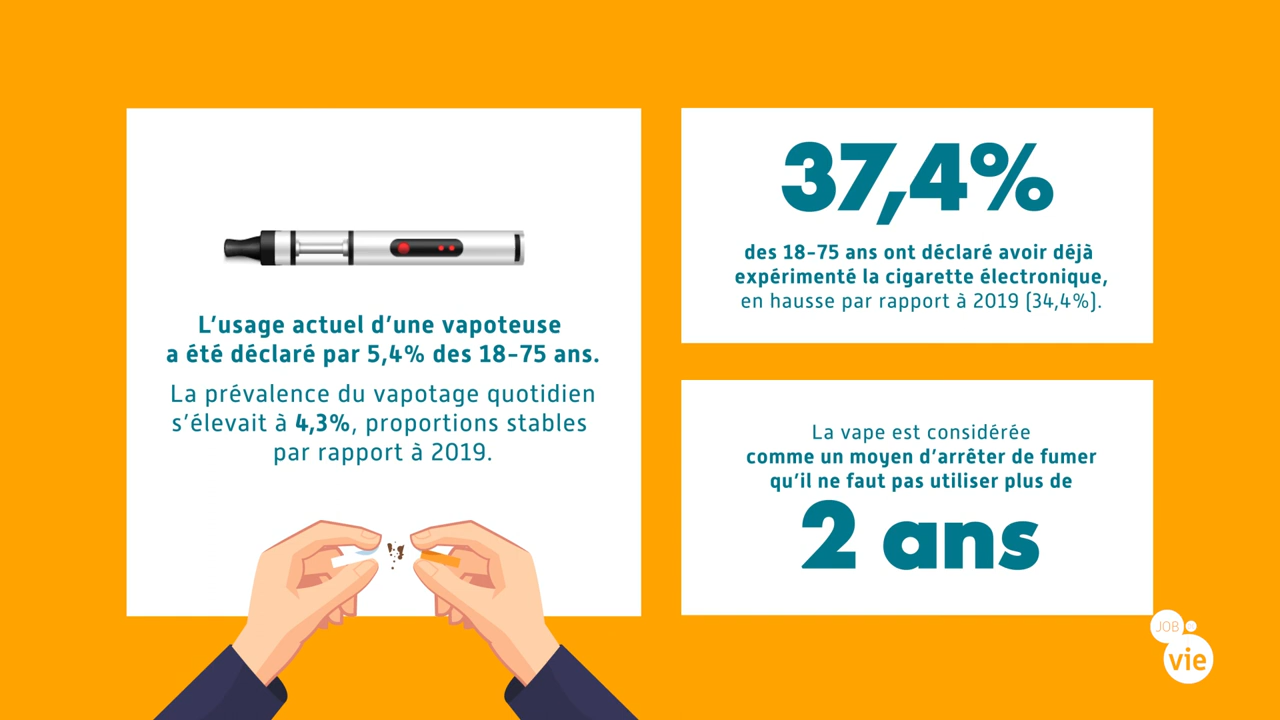 L’usage actuel d’une vapoteuse
a été déclaré par 5,4% des 18-75 ans.
La prévalence du vapotage quotidien
s’élevait à 4,3%, proportions stables
par rapport à 2019.
37,4%
des 18-75 ans ont déclaré avoir déjà
expérimenté la cigarette électronique,
en hausse par rapport à 2019 (34,4%).
La vape est considérée
comme un moyen d’arrêter de fumer
qu’il ne faut pas utiliser plus de
2 ans
JOB
vie